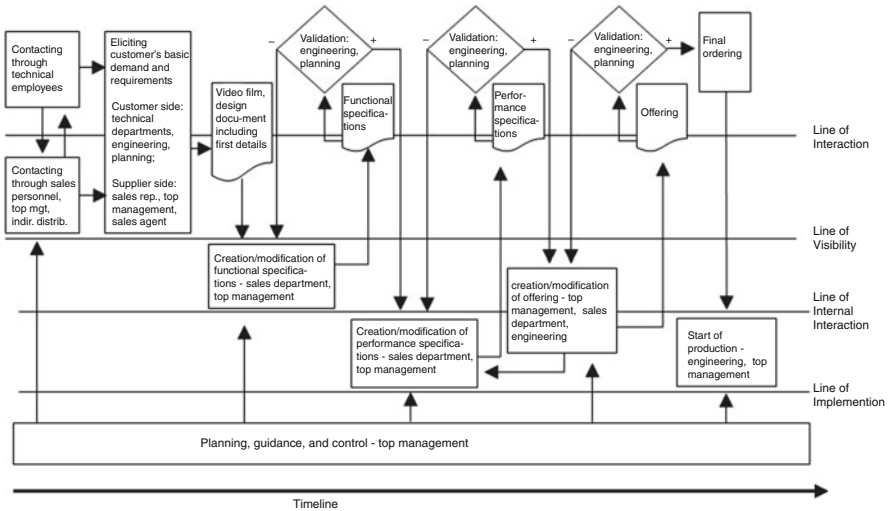 Contacting
through
technical
employees
Contacting
through sales
personnel,
top mgt,
indir. distrib.
Eliciting
customer's basic
demand and
requirements
Customer side:
technical
departments,
engineering,
planning;
Supplier side:
sales rep., top
management,
sales agent
Video film,
design
docu-ment
including
first details
–
Validation:
engineering,
planning
+
Functional
specifications
–
Validation:
engineering,
planning
+
Perfor-
mance
specifications
–
Validation:
engineering,
planning
+
Offering
Final
ordering
Line of
Interaction
Line of
Visibility
Creation/modification of
functional specifica-
tions - sales department,
top management
Creation/modification of
performance specifica-
tions - sales department,
top management
creation/modification
of offering - top
management, sales
department,
engineering
Line of
Internal
Interaction
Start of
production -
engineering, top
management
Line of
Implemention
Planning, guidance, and control - top management
Timeline